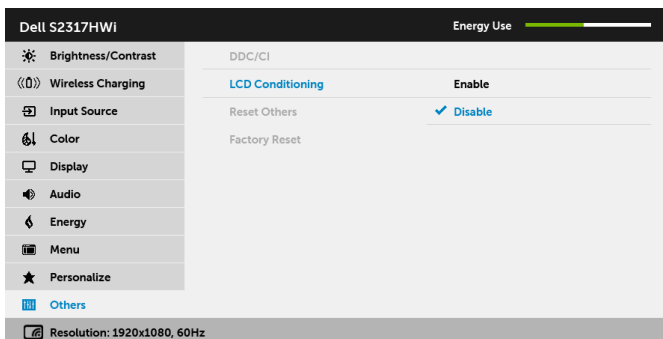 Dell S2317HWi Energy Use
Brightness/Contrast DDC/CI
Wireless Charging LCD Conditioning Enable
Input Source Reset Others Disable
Color Factory Reset
Display
Audio
Energy
Menu
Personalize
Others
Resolution: 1920x1080, 60Hz